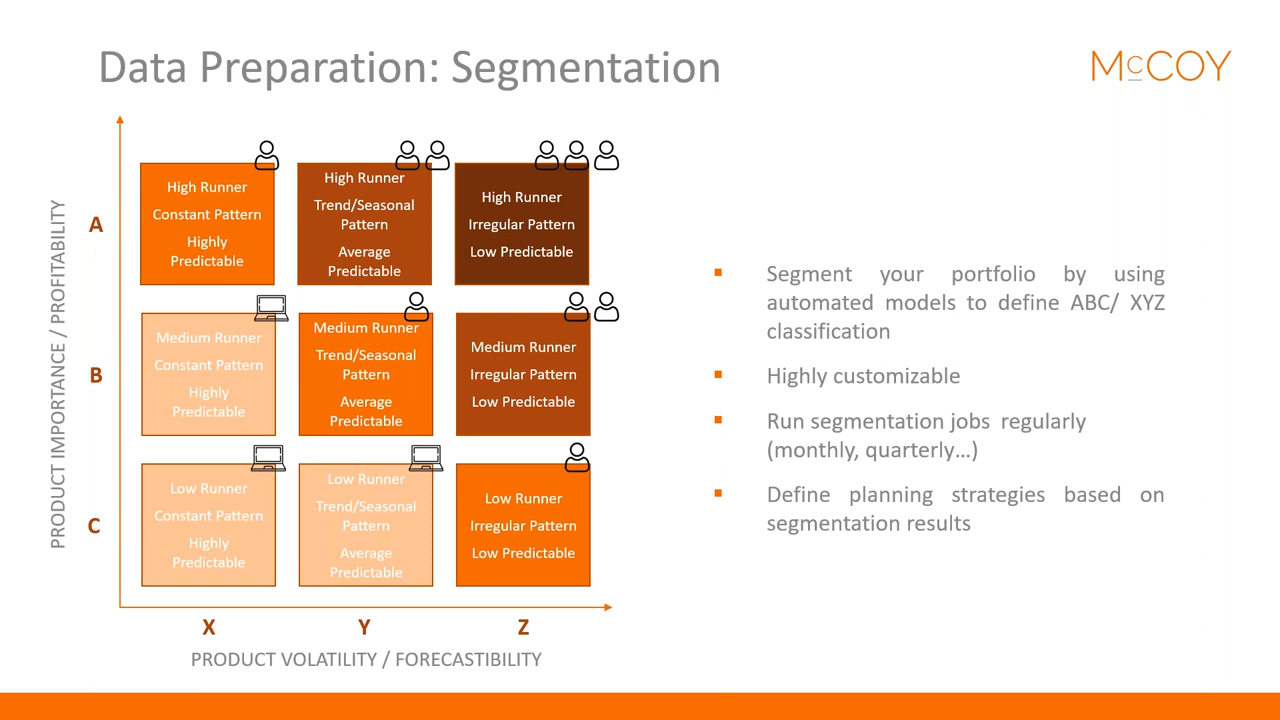 Data Preparation: Segmentation
McCOY
PRODUCT IMPORTANCE / PROFITABILITY
A
High Runner
Constant Pattern
Highly
Predictable
High Runner
Trend/Seasonal
Pattern
Average
Predictable
High Runner
Irregular Pattern
Low Predictable
B
Medium Runner
Constant Pattern
Highly
Predictable
Medium Runner
Trend/Seasonal
Pattern
Average
Predictable
Medium Runner
Irregular Pattern
Low Predictable
C
Low Runner
Constant Pattern
Highly
Predictable
Low Runner
Trend/Seasonal
Pattern
Average
Predictable
Low Runner
Irregular Pattern
Low Predictable
X Y Z
PRODUCT VOLATILITY / FORECASTIBILITY
▪ Segment your portfolio by using
automated models to define ABC/ XYZ
classification
▪ Highly customizable
▪ Run segmentation jobs regularly
(monthly, quarterly...)
▪ Define planning strategies based on
segmentation results